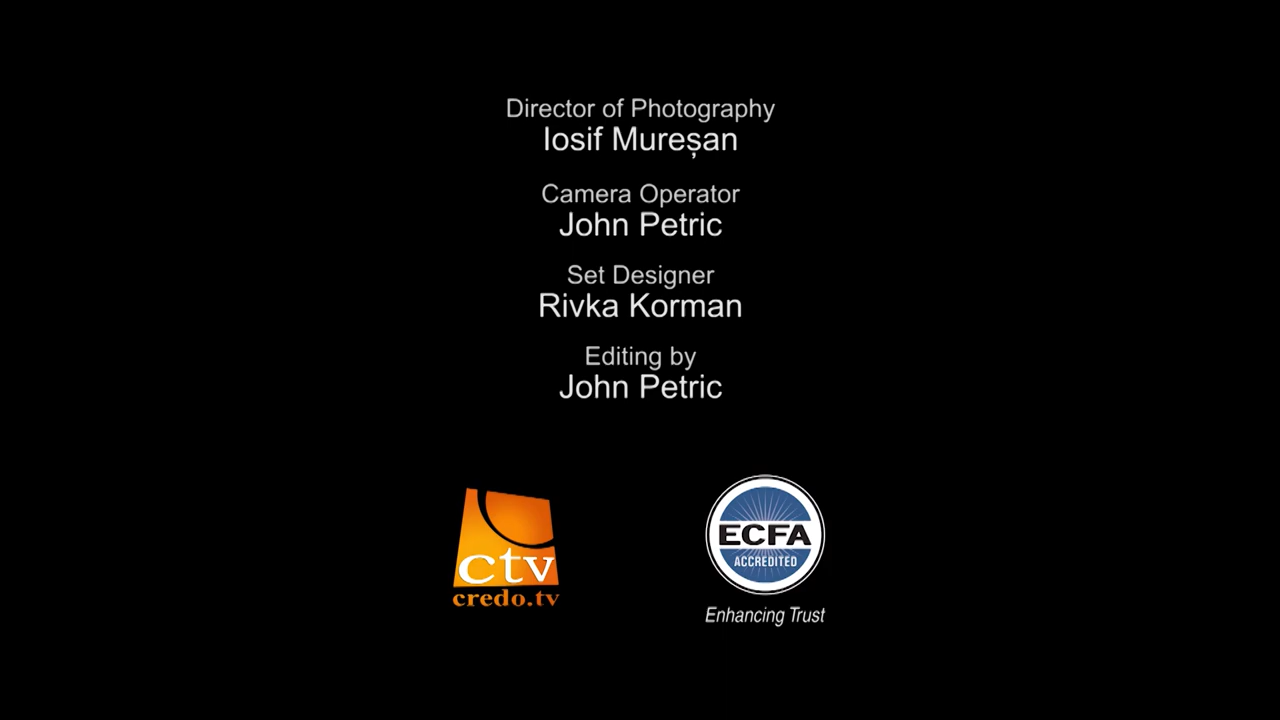 Director of Photography
Iosif Mureșan
Camera Operator
John Petric
Set Designer
Rivka Korman
Editing by
John Petric
ctv
credo.tv
ECFA
ACCREDITED
Enhancing Trust